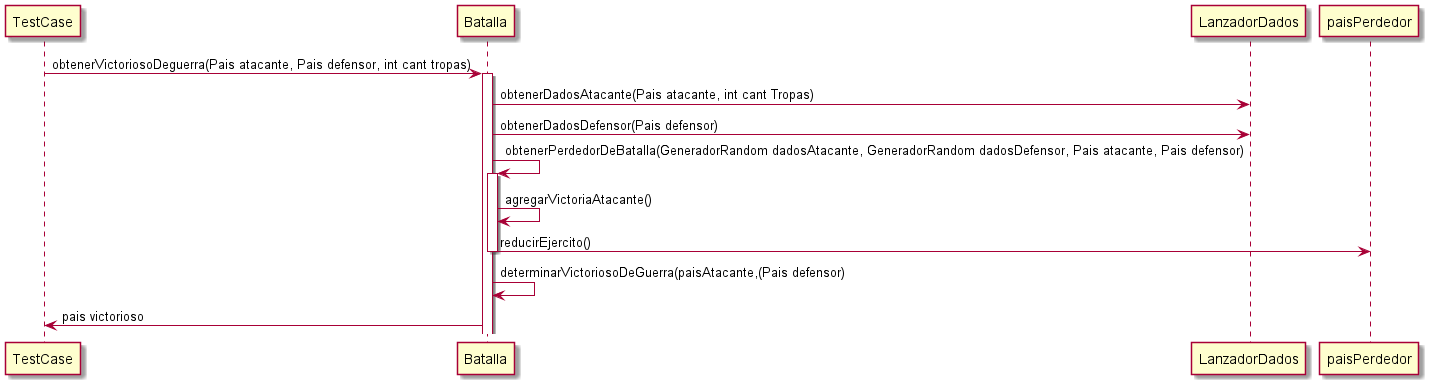 TestCase
Batalla
LanzadorDados
paisPerdedor
obtenerVictoriosoDeguerra(Pais atacante, Pais defensor, int cant tropas)
obtenerDadosAtacante(Pais atacante, int cant Tropas)
obtenerDadosDefensor(Pais defensor)
obtenerPerdedorDeBatalla(GeneradorRandom dadosAtacante, GeneradorRandom dadosDefensor, Pais atacante, Pais defensor)
agregarVictoriaAtacante()
reducirEjercito()
determinarVictoriosoDeGuerra(paisAtacante,(Pais defensor)
pais victorioso
TestCase
Batalla
LanzadorDados
paisPerdedor